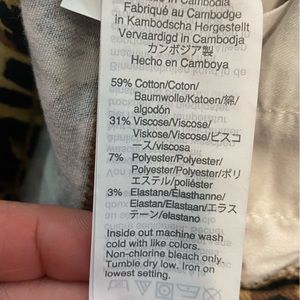 Made in Cambodia
Fabriqué au Cambodge
In Kambodscha Hergestellt
Vervaardigd in Cambodja
カンボジア製
Hecho en Camboya
59% Cotton/Coton/
Baumwolle/Katoen/綿/
algodón
31% Viscose/Viscose/
Viskose/Viscose/ビスコ
ース/viscosa
7% Polyester/Polyester/
Polyester/Polyester/ポリ
エステル/poliéster
3% Elastane/Élasthanne/
Elastan/Elastaan/エラス
テーン/elastano
Inside out machine wash
cold with like colors.
Non-chlorine bleach only.
Tumble dry low. Iron on
lowest setting.